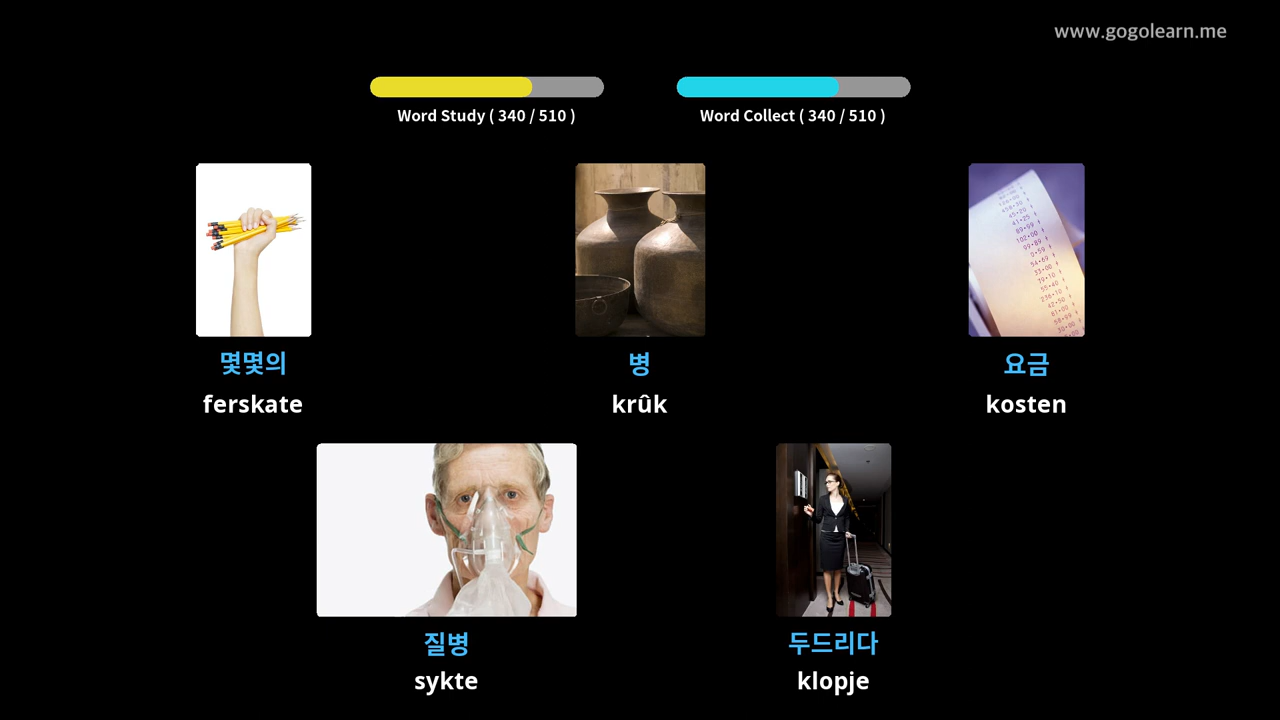 www.gogolearn.me
Word Study ( 340 / 510 )
Word Collect ( 340 / 510 )
몇몇의
병
요금
ferskate
krûk
kosten
질병
두드리다
sykte
klopje